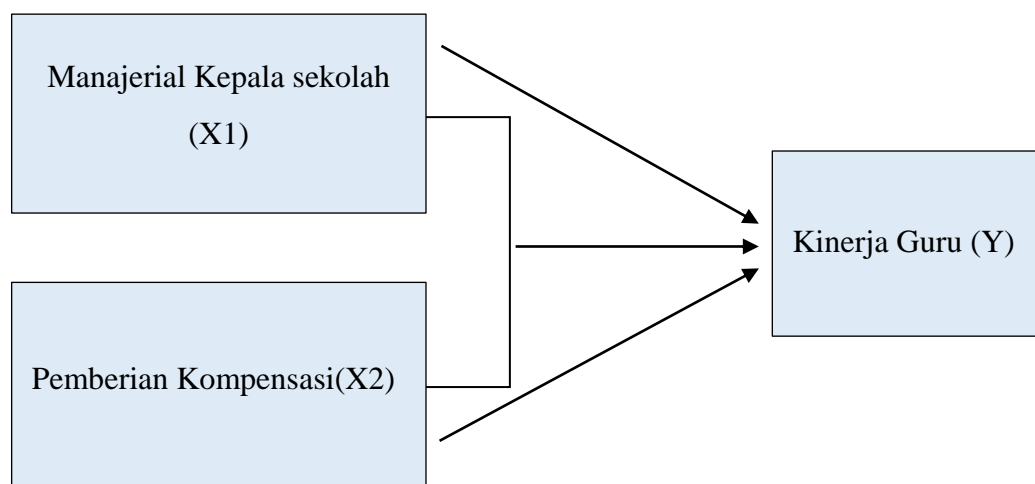 Manajerial Kepala sekolah
(X1)
Kinerja Guru (Y)
Pemberian Kompensasi(X2)